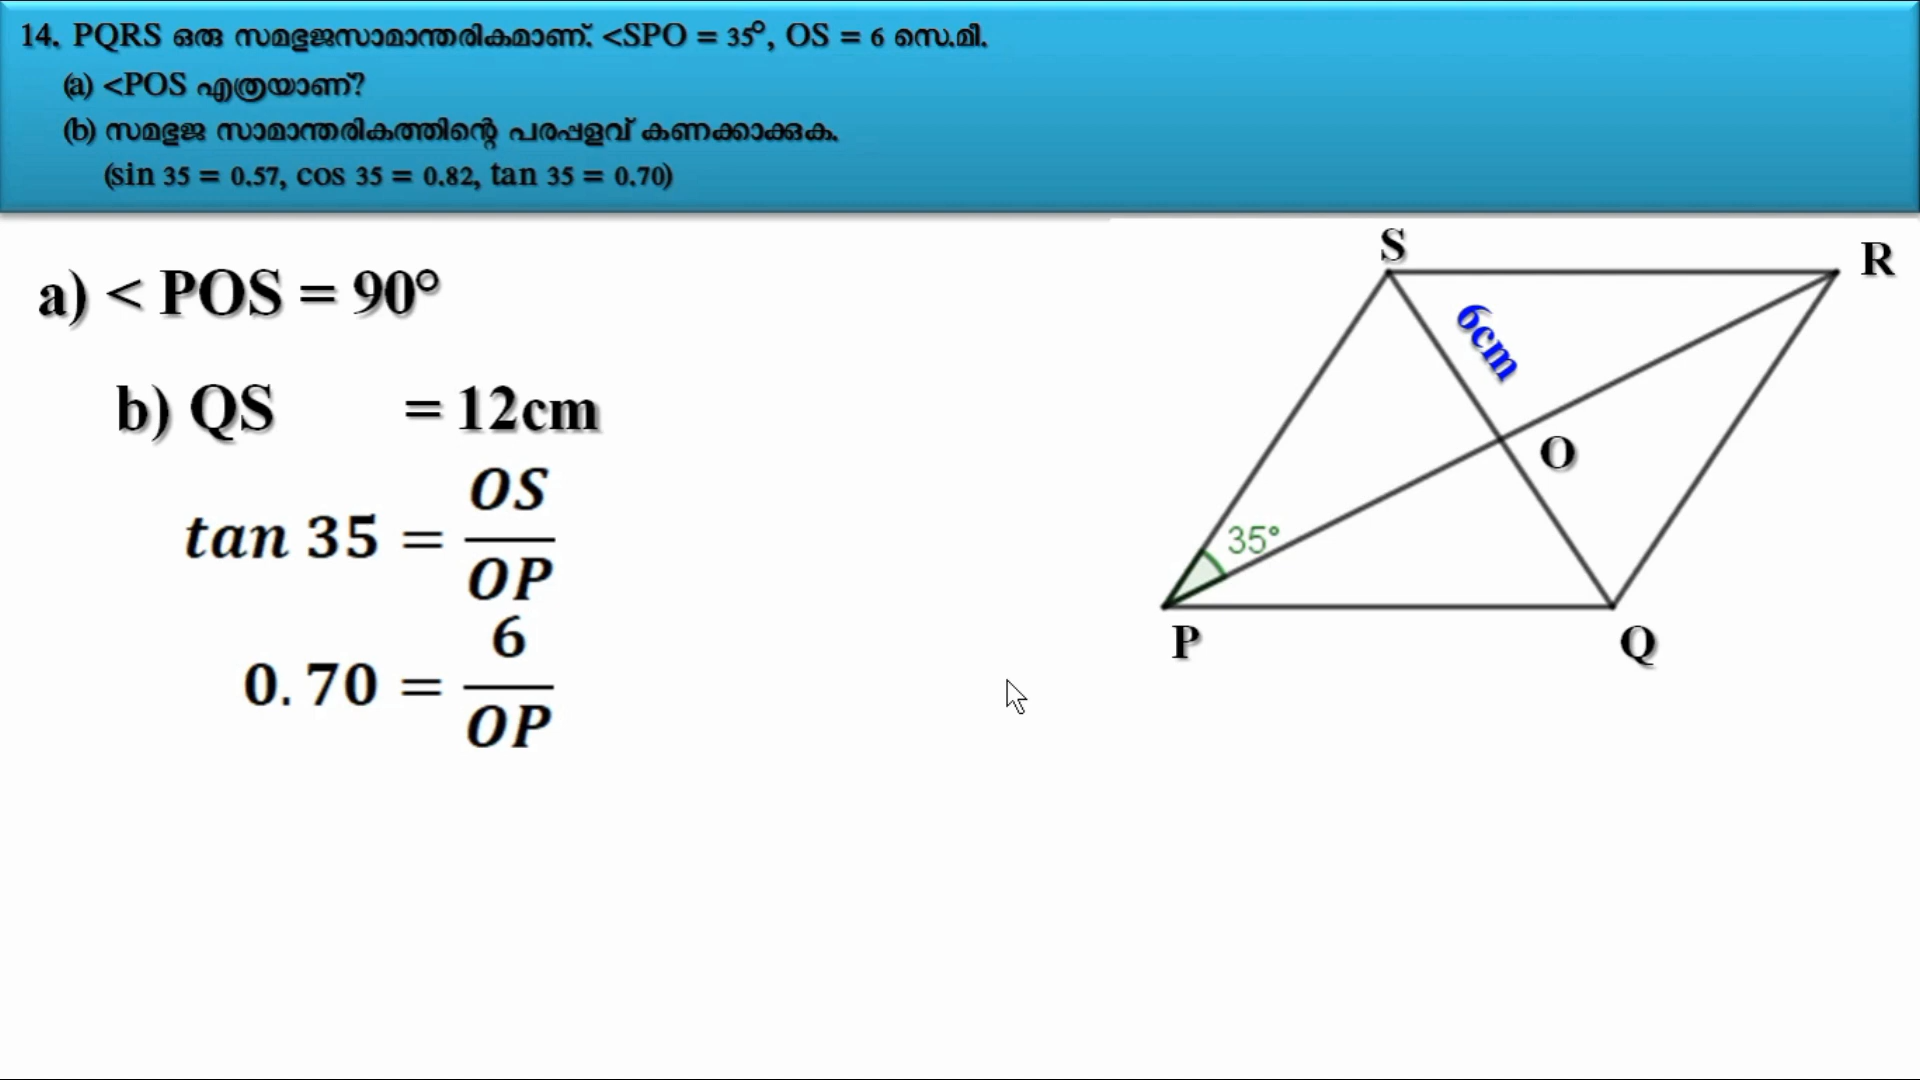 14. PQRS ഒരു സമഭുജസാമാന്തരികമാണ്. <SPO = 35°, OS = 6 സെ.മീ.
(a) <POS എത്രയാണ്?
(b) സമഭുജ സാമാന്തരികത്തിന്റെ പരപ്പളവ് കണക്കാക്കുക.
(sin 35 = 0.57, cos 35 = 0.82, tan 35 = 0.70)
a) < POS = 90°
b) QS = 12cm
tan 35 = OS/OP
0.70 = 6/OP
S
R
6cm
O
35°
P
Q